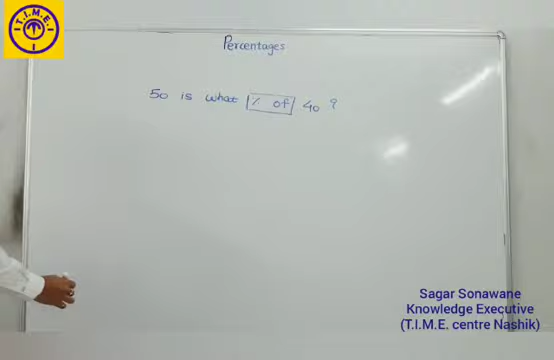 T.I.M.E.
Percentages
50 is what % of 40 ?
Sagar Sonawane
Knowledge Executive
(T.I.M.E. centre Nashik)